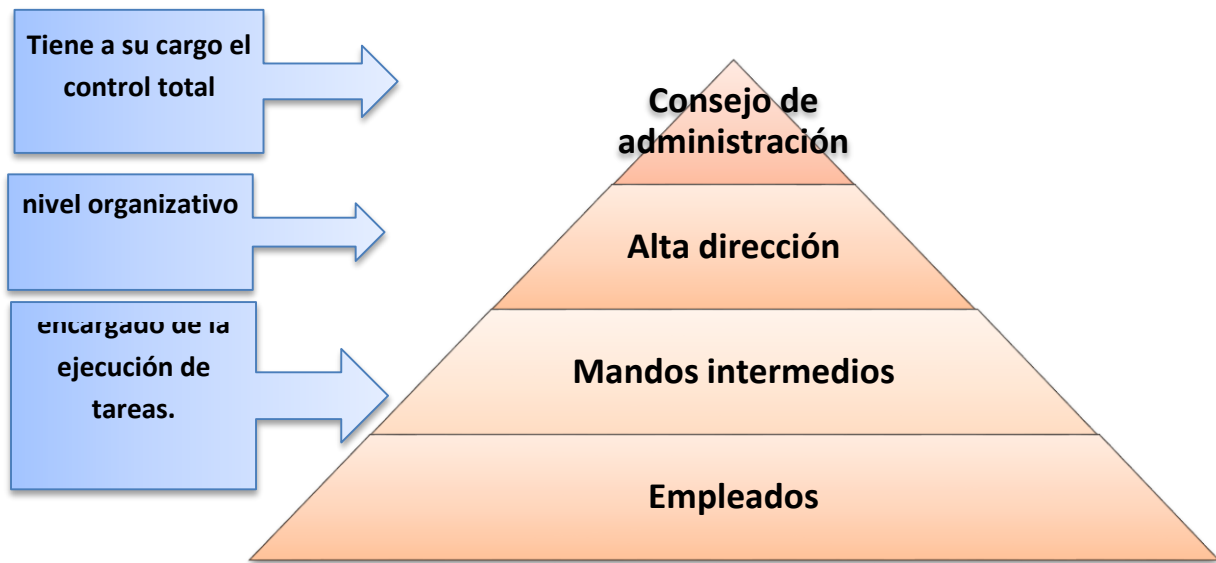 Tiene a su cargo el
control total
Consejo de
administración
nivel organizativo
Alta dirección
encargado de la
ejecución de
tareas.
Mandos intermedios
Empleados